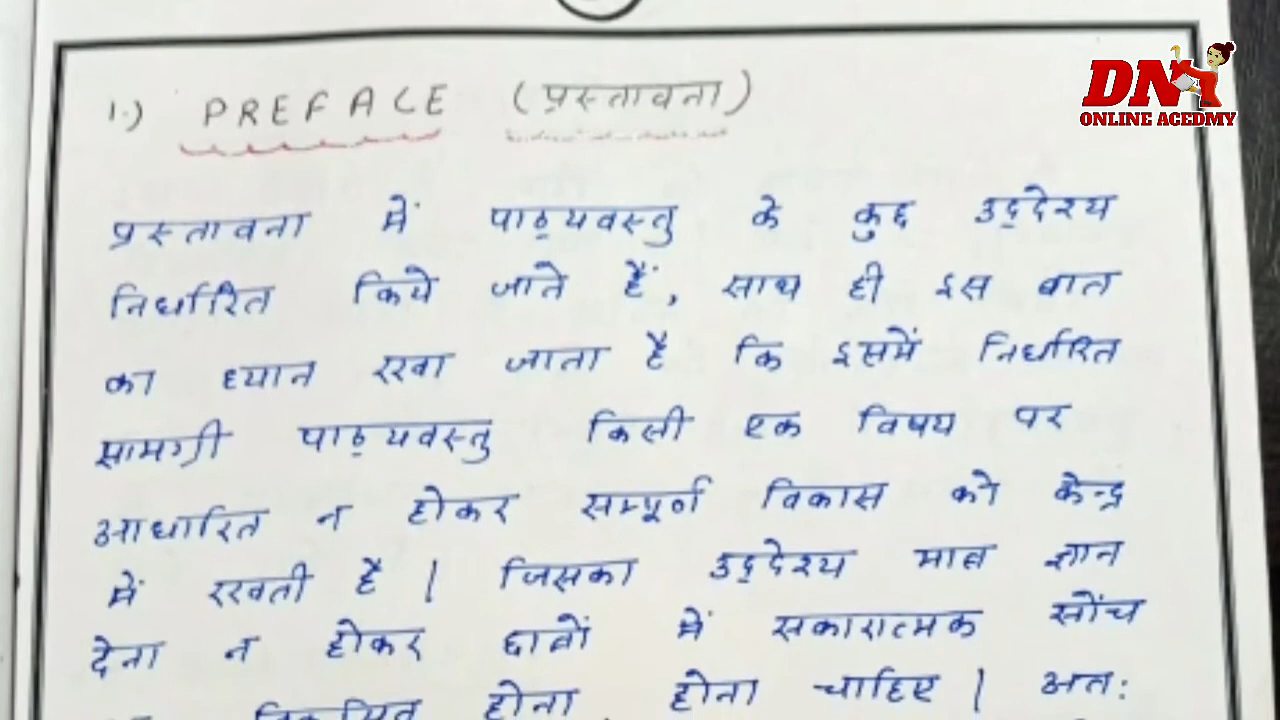 1.) PREFACE (प्रस्तावना)
DN
ONLINE ACEDMY
प्रस्तावना में पाठ्यवस्तु के कुछ उद्देश्य
निर्धारित किये जाते हैं, साथ ही इस बात
का ध्यान रखा जाता है कि इसमें निर्धारित
सामग्री पाठ्यवस्तु किसी एक विषय पर
आधारित न होकर सम्पूर्ण विकास को केन्द्र
में रखती है | जिसका उद्देश्य मात्र ज्ञान
देना न होकर छात्रों में सकारात्मक सोंच
होना होना चाहिए | अत: